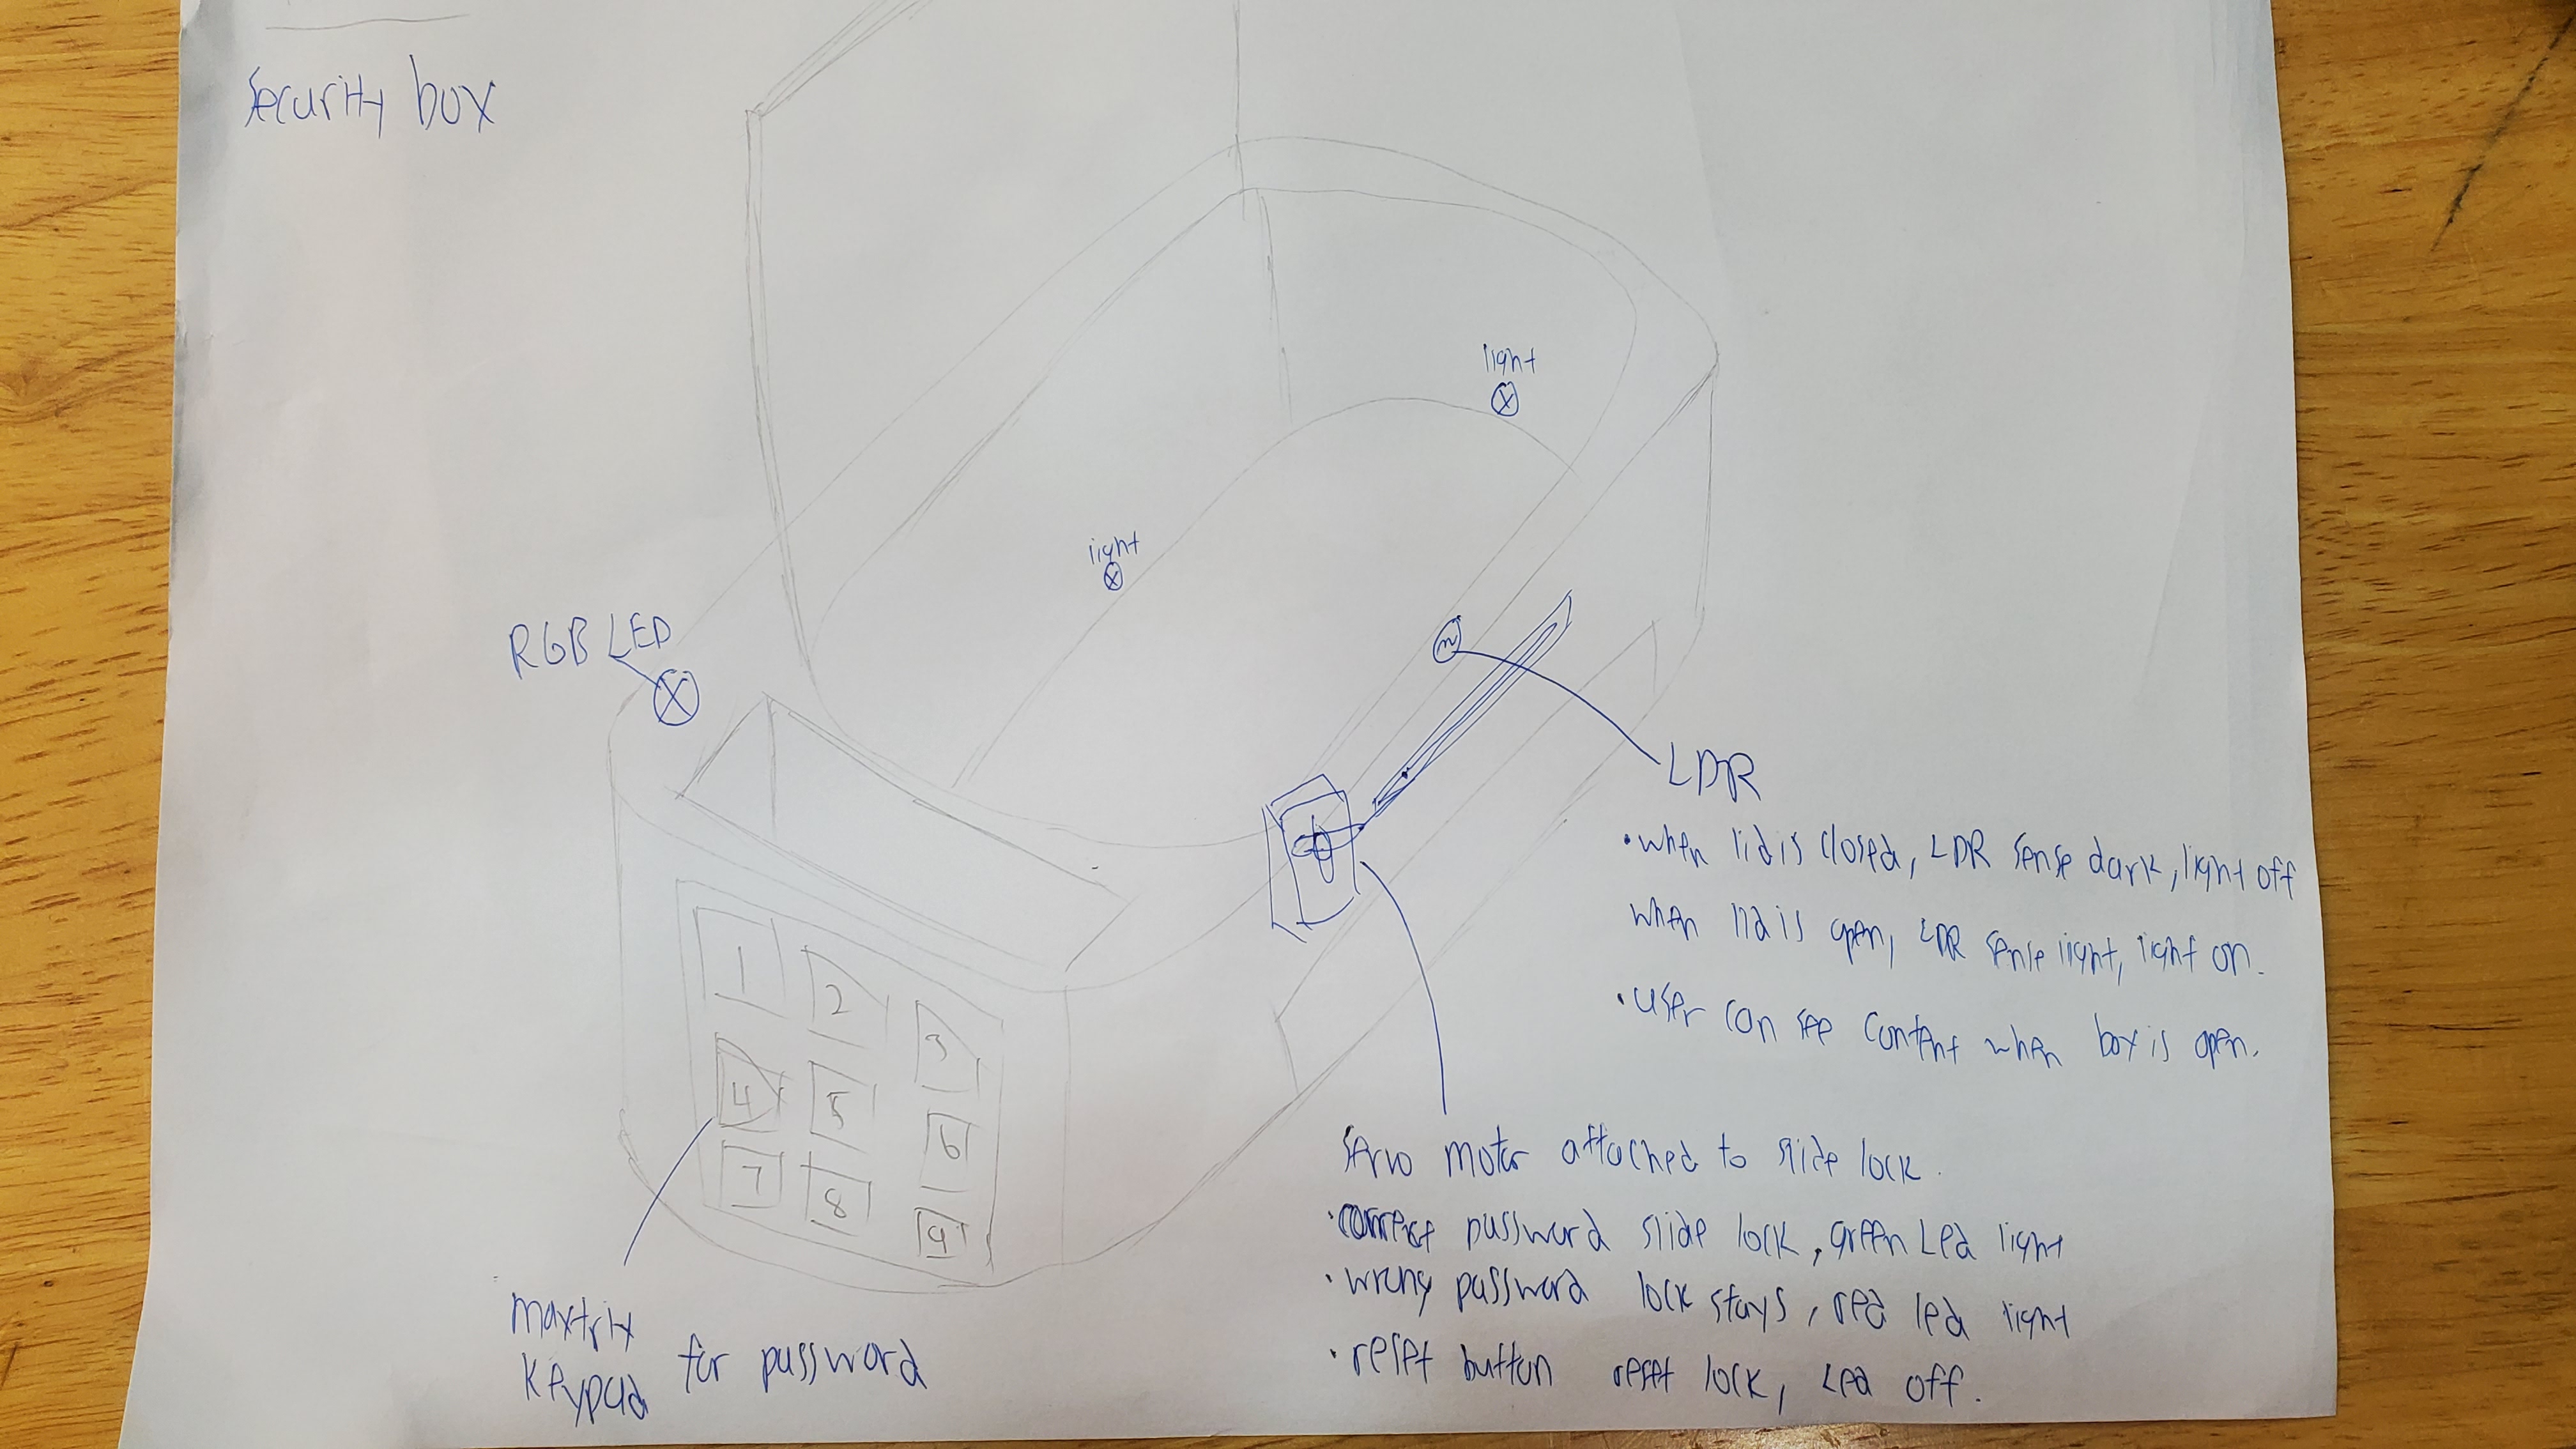 Security box
light
light
RGB LED
LDR
• when lid is closed, LDR sense dark, light off
when lid is open, LDR sense light, light on.
• user can see content when box is open.
1 2 3
4 5 6
7 8 9
Servo motor attached to slide lock.
• correct password slide lock, green Led light
• wrong password lock stays, red led light
• reset button reset lock, Led off.
maxtrix
keypad for password